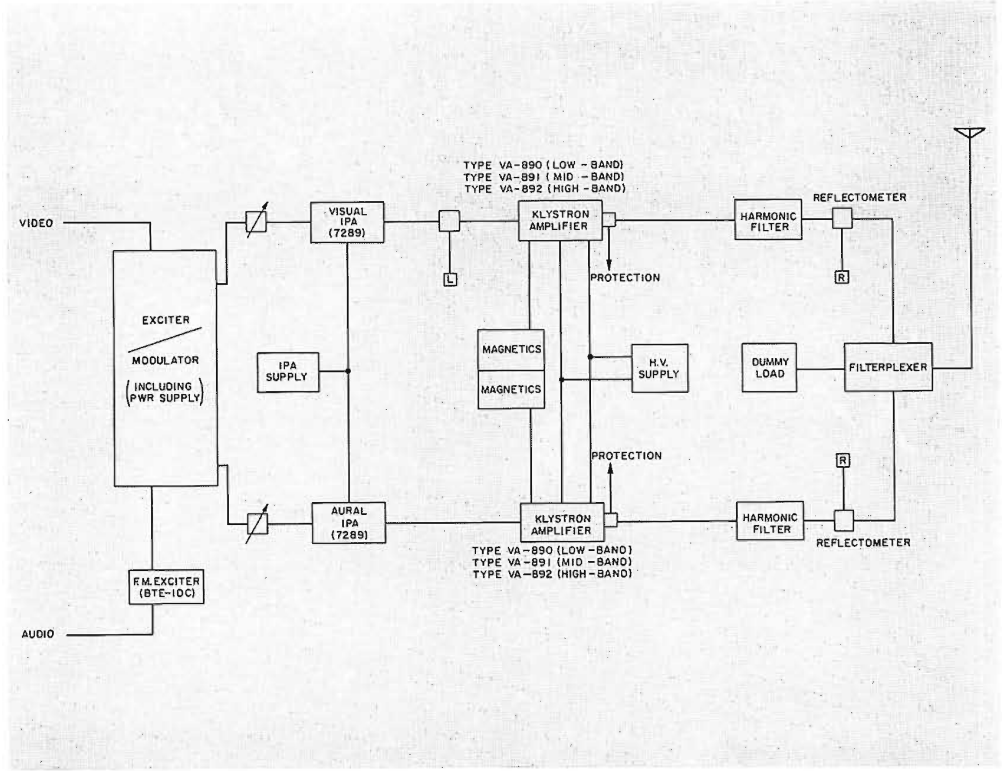 TYPE VA-890 (LOW-BAND)
TYPE VA-891 (MID-BAND)
TYPE VA-892 (HIGH-BAND)
VIDEO
VISUAL
IPA
(7289)
KLYSTRON
AMPLIFIER
HARMONIC
FILTER
REFLECTOMETER
L
PROTECTION
R
EXCITER
MODULATOR
(INCLUDING
PWR SUPPLY)
IPA
SUPPLY
MAGNETICS
MAGNETICS
H.V.
SUPPLY
DUMMY
LOAD
FILTERPLEXER
PROTECTION
R
AURAL
IPA
(7289)
KLYSTRON
AMPLIFIER
HARMONIC
FILTER
REFLECTOMETER
TYPE VA-890 (LOW-BAND)
TYPE VA-891 (MID-BAND)
TYPE VA-892 (HIGH-BAND)
F.M. EXCITER
(BTE-10C)
AUDIO